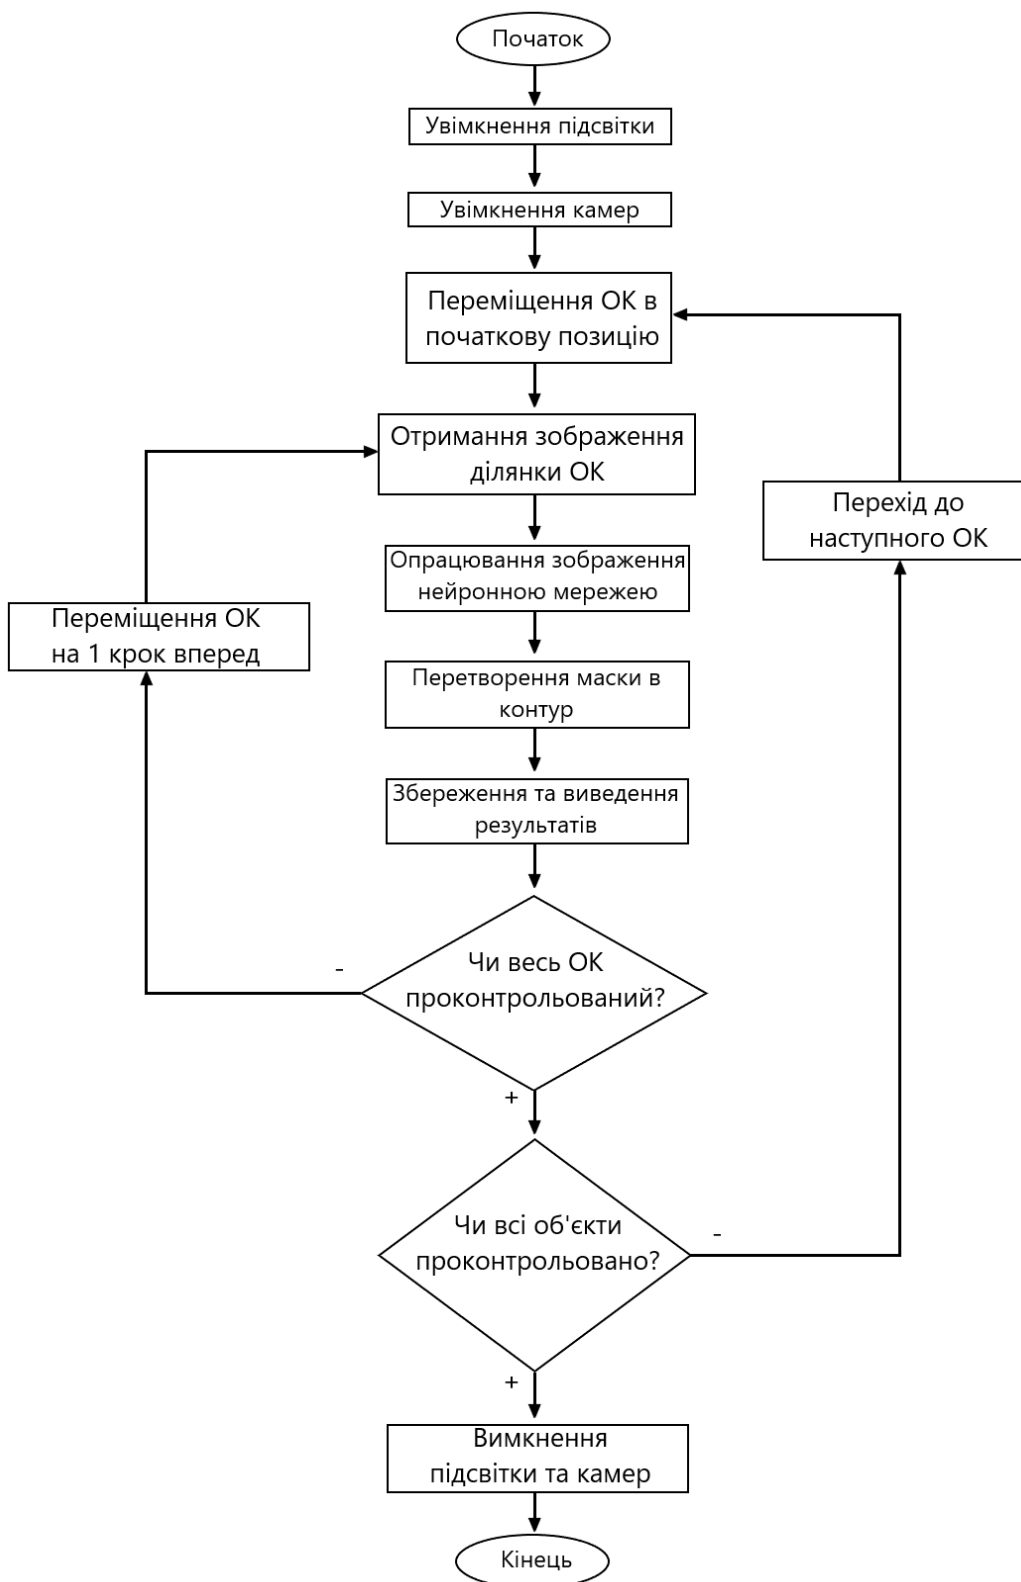 Початок
Увімкнення підсвітки
Увімкнення камер
Переміщення ОК в
початкову позицію
Отримання зображення
ділянки ОК
Перехід до
наступного ОК
Опрацювання зображення
нейронною мережею
Переміщення ОК
на 1 крок вперед
Перетворення маски в
контур
Збереження та виведення
результатів
Чи весь ОК
проконтрольований?
-
+
Чи всі об'єкти
проконтрольовано?
-
+
Вимкнення
підсвітки та камер
Кінець